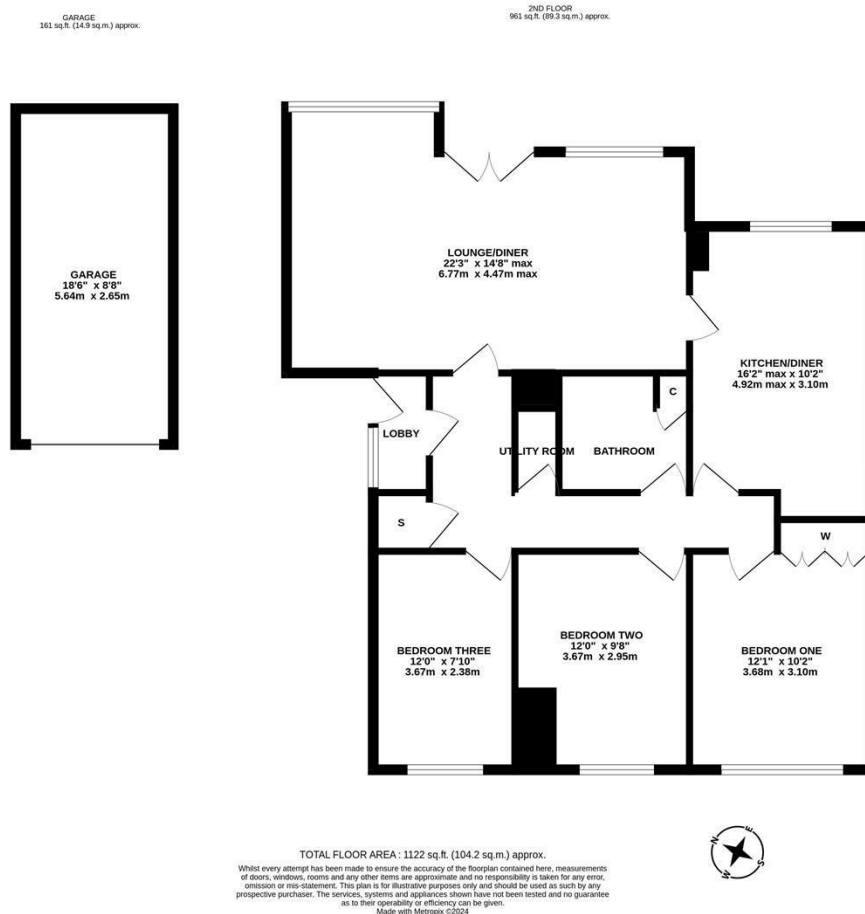 GARAGE
161 sq.ft. (14.9 sq.m.) approx.
2ND FLOOR
961 sq.ft. (89.3 sq.m.) approx.
GARAGE
18'6" x 8'8"
5.64m x 2.65m
LOUNGE/DINER
22'3" x 14'8" max
6.77m x 4.47m max
KITCHEN/DINER
16'2" max x 10'2"
4.92m max x 3.10m
C
LOBBY
UTILITY ROOM
BATHROOM
S
W
BEDROOM THREE
12'0" x 7'10"
3.67m x 2.38m
BEDROOM TWO
12'0" x 9'8"
3.67m x 2.95m
BEDROOM ONE
12'1" x 10'2"
3.68m x 3.10m
N
E
S
W
TOTAL FLOOR AREA : 1122 sq.ft. (104.2 sq.m.) approx.
Whilst every attempt has been made to ensure the accuracy of the floorplan contained here, measurements
of doors, windows, rooms and any other items are approximate and no responsibility is taken for any error,
omission or mis-statement. This plan is for illustrative purposes only and should be used as such by any
prospective purchaser. The services, systems and appliances shown have not been tested and no guarantee
as to their operability or efficiency can be given.
Made with Metropix ©2024